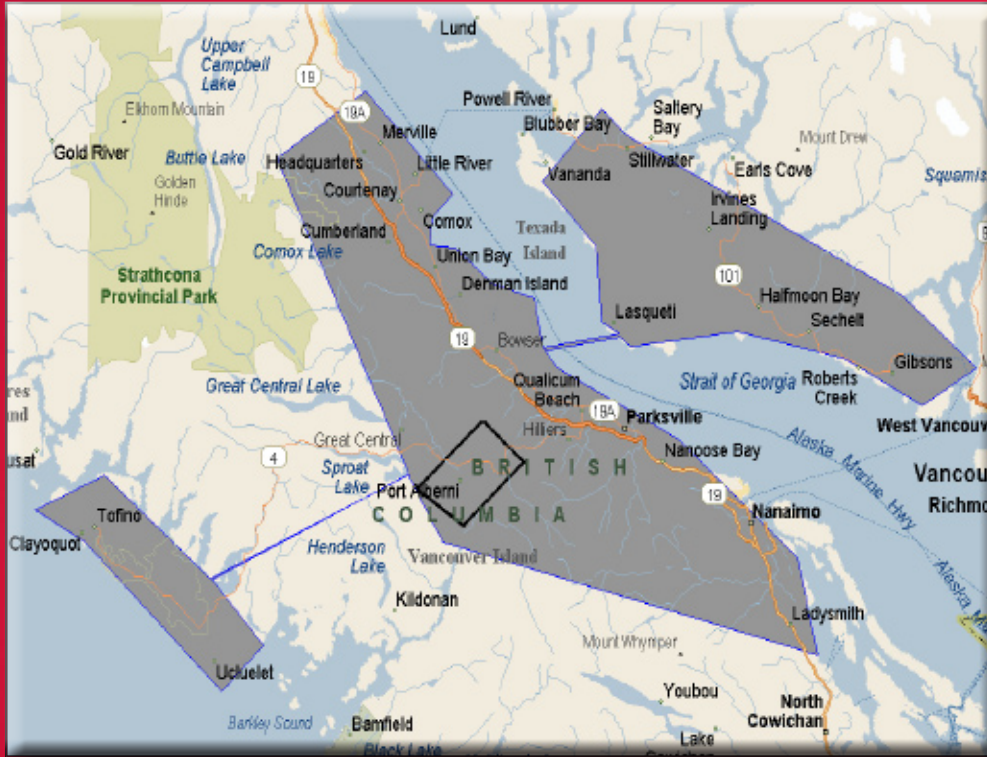 Lund
Upper
Campbell
Lake
19
19A
Powell River
Blubber Bay
Saltery
Bay
Elkhorn Mountain
Merville
Mount Drew
Gold River
Buttle Lake
Headquarters
Little River
Stillwater
Earls Cove
Vananda
Squamis
Golden
Hinde
Courtenay
Irvines
Landing
Comox
Cumberland
Texada
Island
Comox Lake
Union Bay
Strathcona
Provincial Park
Denman Island
101
Halfmoon Bay
Lasqueti
Sechelt
19
Bowser
Gibsons
Great Central Lake
Qualicum
Beach
Strait of Georgia
Roberts
Creek
19A
Parksville
West Vancouv
Hilliers
Great Central
4
Alaska Marine Hwy
Nanoose Bay
Sproat
Lake
BRITISH
COLUMBIA
Vancou
Port Alberni
19
Richmo
Tofino
Nanaimo
Clayoquot
Henderson
Lake
Vancouver Island
Kildonan
Ladysmith
Mount Whymper
Ucluelet
Youbou
North
Cowichan
Barkley Sound
Bamfield
Lake
Black Lake